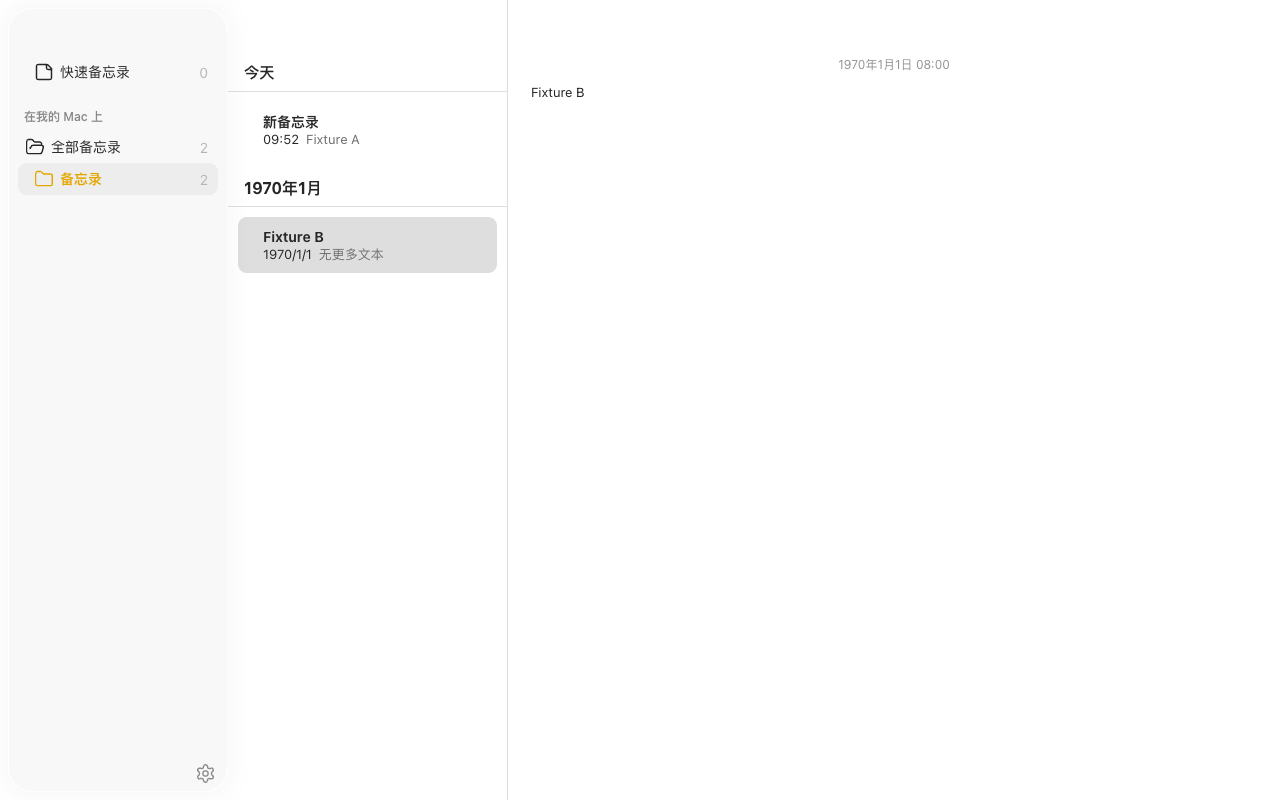 快速备忘录 0
在我的 Mac 上
全部备忘录 2
备忘录 2
今天
新备忘录
09:52 Fixture A
1970年1月
Fixture B
1970/1/1 无更多文本
1970年1月1日 08:00
Fixture B